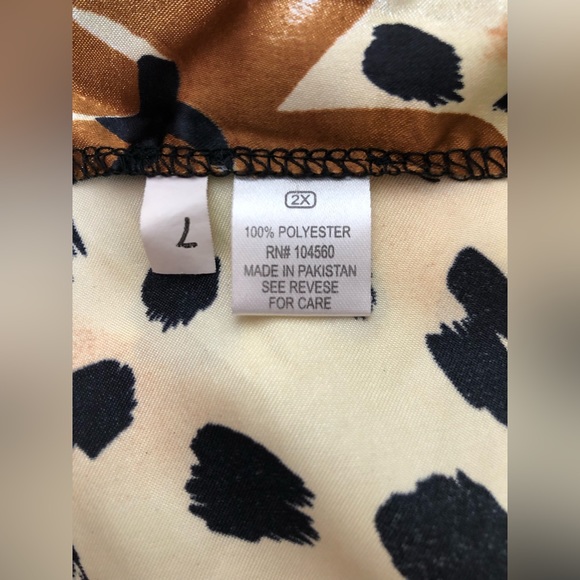 2X
100% POLYESTER
RN# 104560
MADE IN PAKISTAN
SEE REVESE
FOR CARE